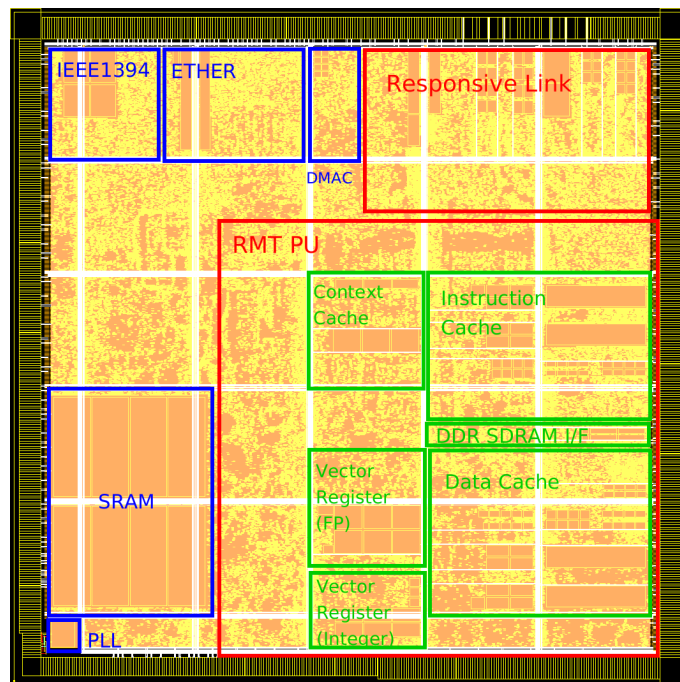 IEEE1394
ETHER
DMAC
Responsive Link
RMT PU
Context
Cache
Instruction
Cache
DDR SDRAM I/F
Vector
Register
(FP)
Data Cache
SRAM
Vector
Register
(Integer)
PLL